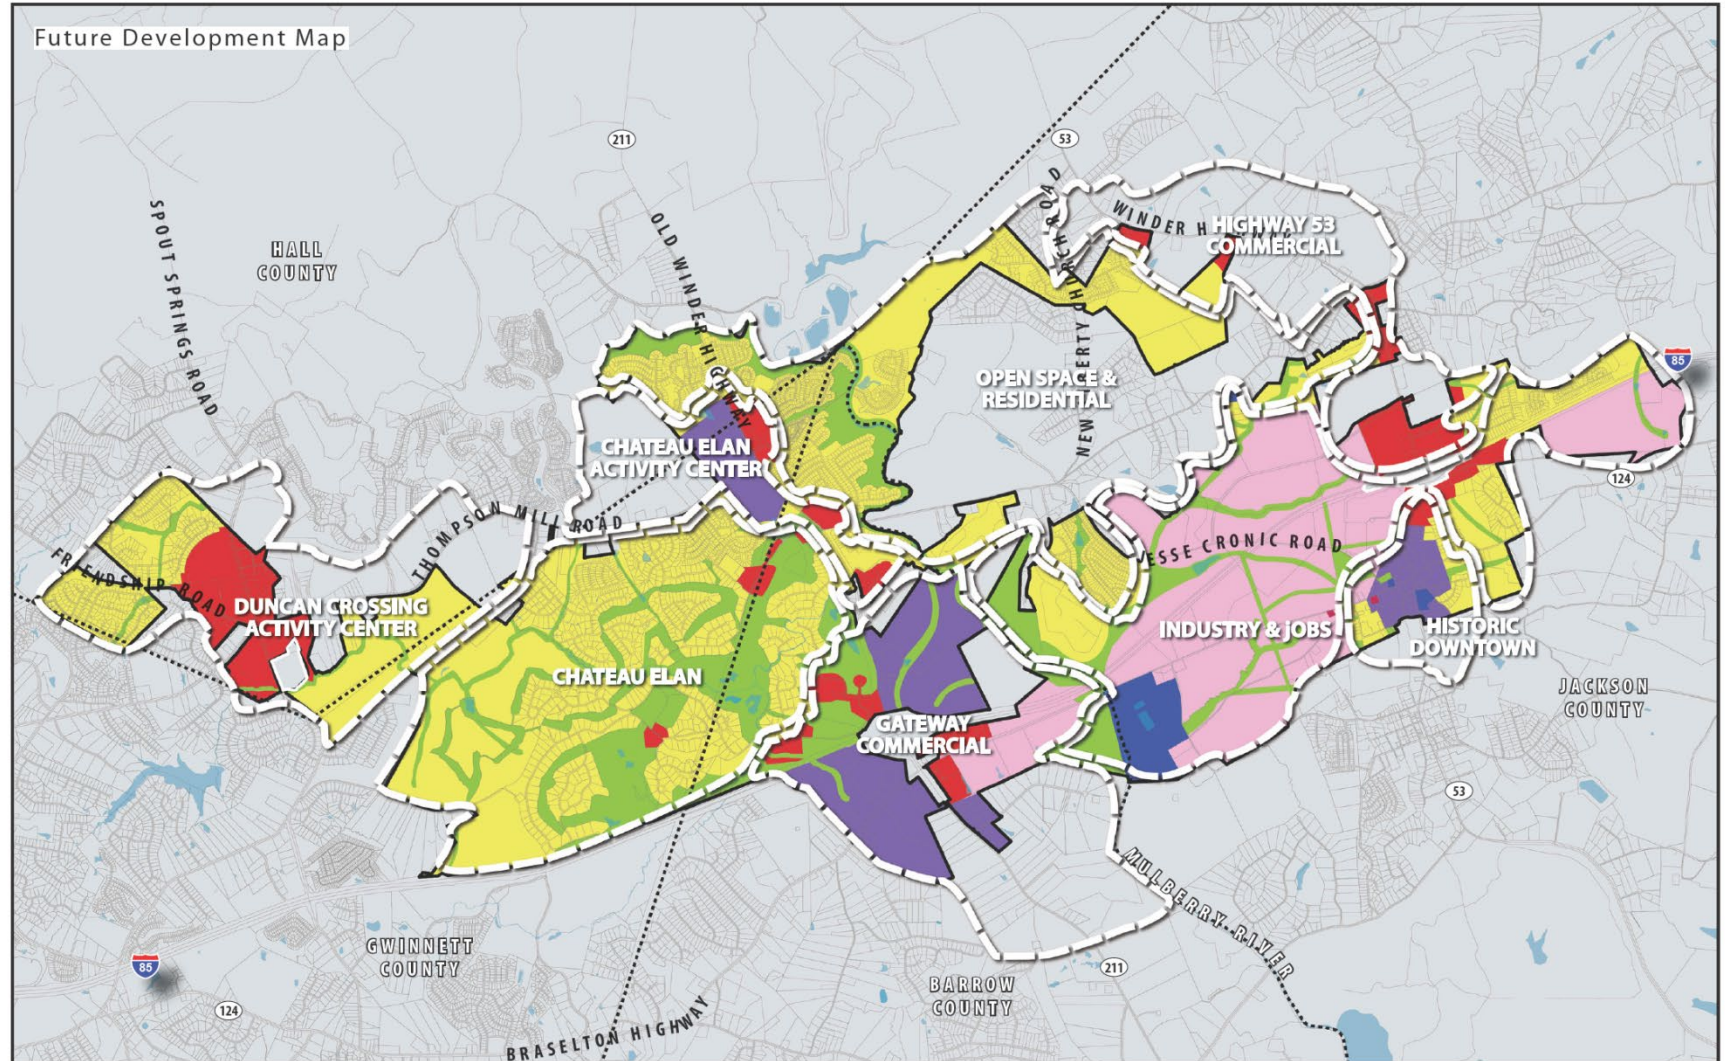 Future Development Map
211
53
SPOUT SPRINGS ROAD
HALL
COUNTY
OLD WINDER HIGHWAY
ROAD
WINDER H
HIGHWAY 53
COMMERCIAL
NEW
OPEN SPACE &
RESIDENTIAL
85
CHATEAU ELAN
ACTIVITY CENTER
124
THOMPSON MILL ROAD
FRIENDSHIP ROAD
ESSE CRONIC ROAD
DUNCAN CROSSING
ACTIVITY CENTER
INDUSTRY & jOBS
HISTORIC
DOWNTOWN
CHATEAU ELAN
JACKSON
COUNTY
GATEWAY
COMMERCIAL
53
MULBERRY RIVER
GWINNETT
COUNTY
85
211
BARROW
COUNTY
124
BRASELTON HIGHWAY